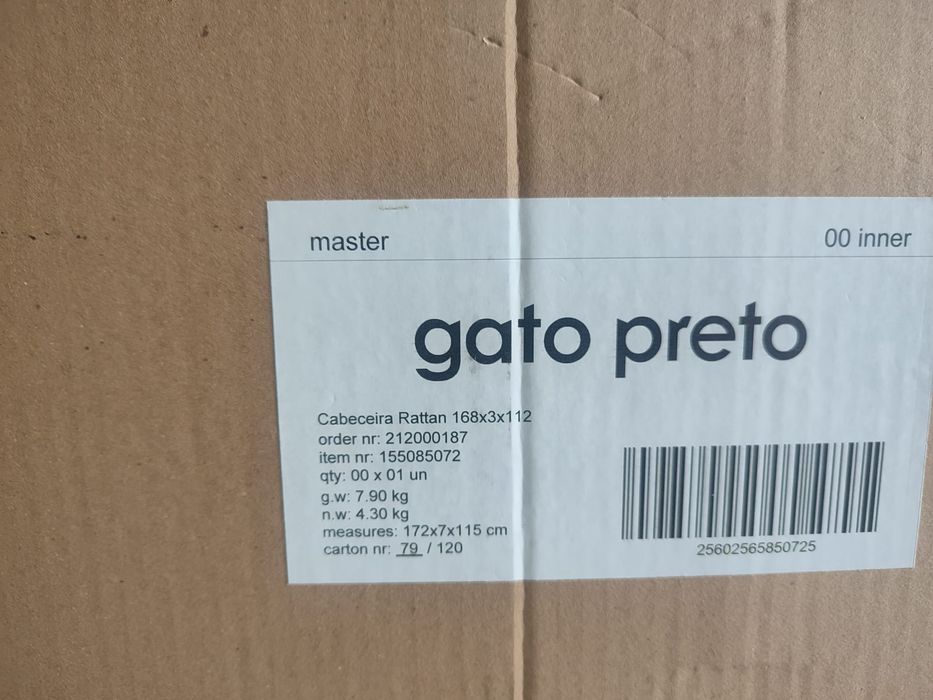 master 00 inner
gato preto
Cabeceira Rattan 168x3x112
order nr: 212000187
item nr: 155085072
qty: 00 x 01 un
g.w: 7.90 kg
n.w: 4.30 kg
measures: 172x7x115 cm
carton nr: 79 / 120
25602565850725